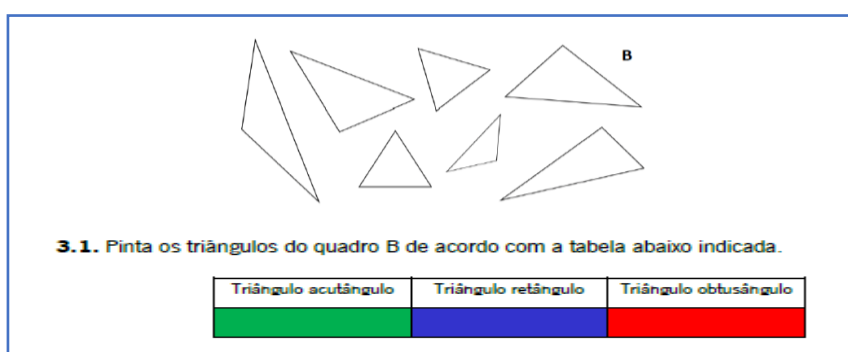 B
3.1. Pinta os triângulos do quadro B de acordo com a tabela abaixo indicada.
Triângulo acutângulo Triângulo retângulo Triângulo obtusângulo